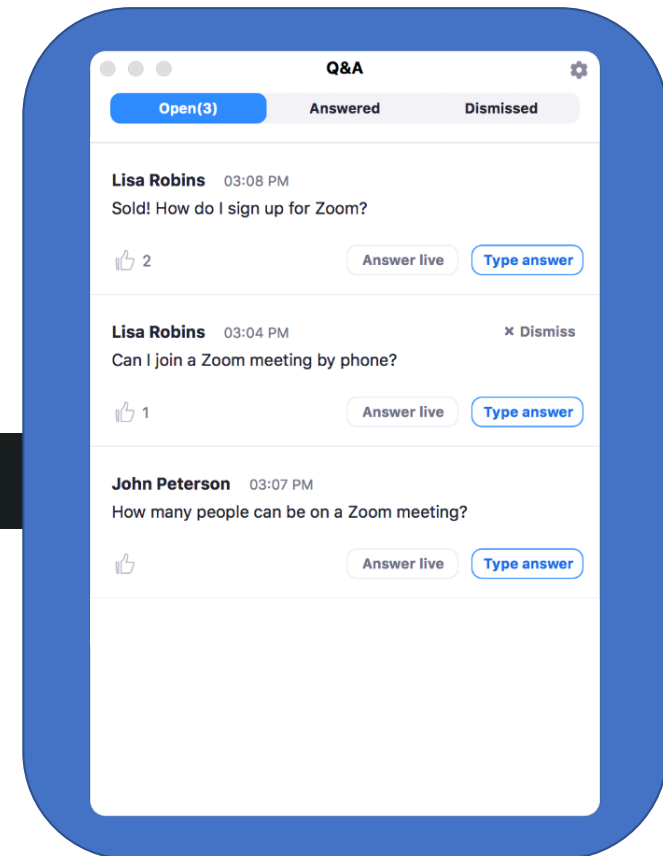 Q&A
Open(3) Answered Dismissed
Lisa Robins 03:08 PM
Sold! How do I sign up for Zoom?
2 Answer live Type answer
Lisa Robins 03:04 PM × Dismiss
Can I join a Zoom meeting by phone?
1 Answer live Type answer
John Peterson 03:07 PM
How many people can be on a Zoom meeting?
Answer live Type answer